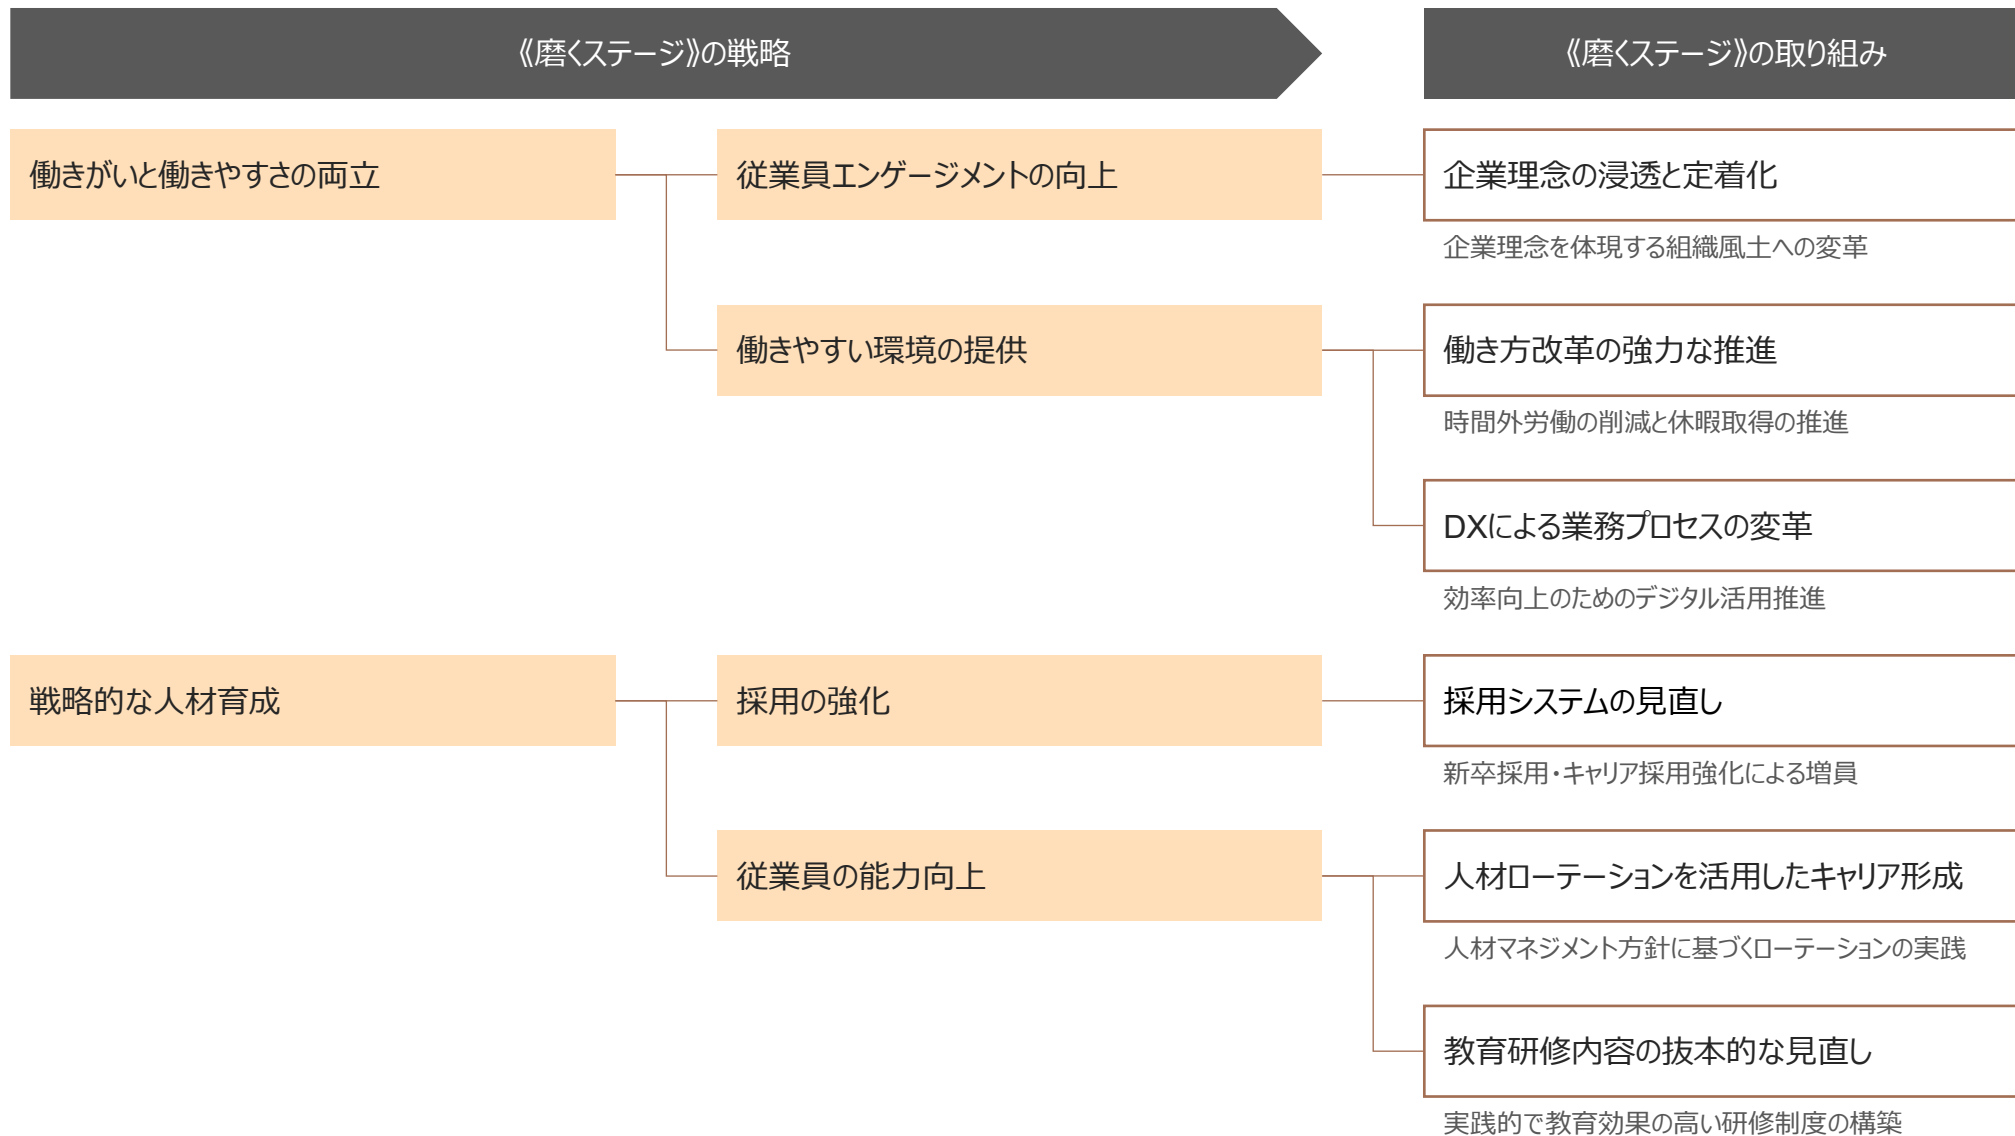 《磨くステージ》の戦略
《磨くステージ》の取り組み
働きがいと働きやすさの両立
従業員エンゲージメントの向上
企業理念の浸透と定着化
企業理念を体現する組織風土への変革
働きやすい環境の提供
働き方改革の強力な推進
時間外労働の削減と休暇取得の推進
DXによる業務プロセスの変革
効率向上のためのデジタル活用推進
戦略的な人材育成
採用の強化
採用システムの見直し
新卒採用・キャリア採用強化による増員
従業員の能力向上
人材ローテーションを活用したキャリア形成
人材マネジメント方針に基づくローテーションの実践
教育研修内容の抜本的な見直し
実践的で教育効果の高い研修制度の構築